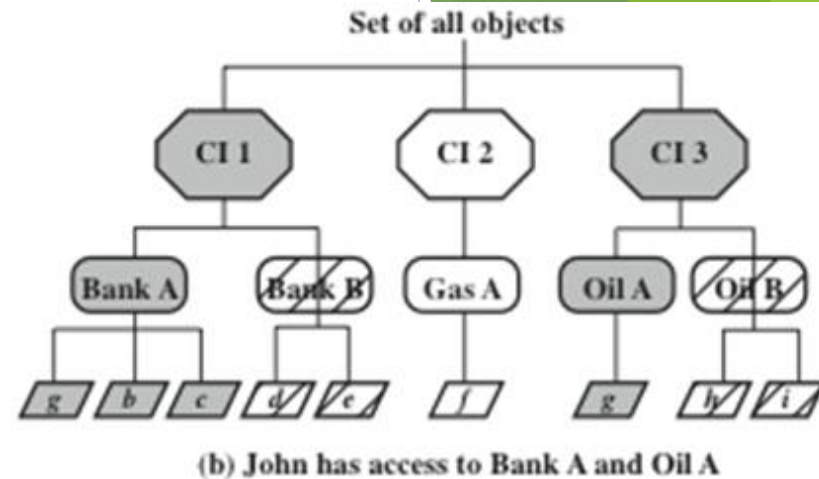 Set of all objects
CI 1 CI 2 CI 3
Bank A Bank B Gas A Oil A Oil B
g b c d e f g h i
(b) John has access to Bank A and Oil A